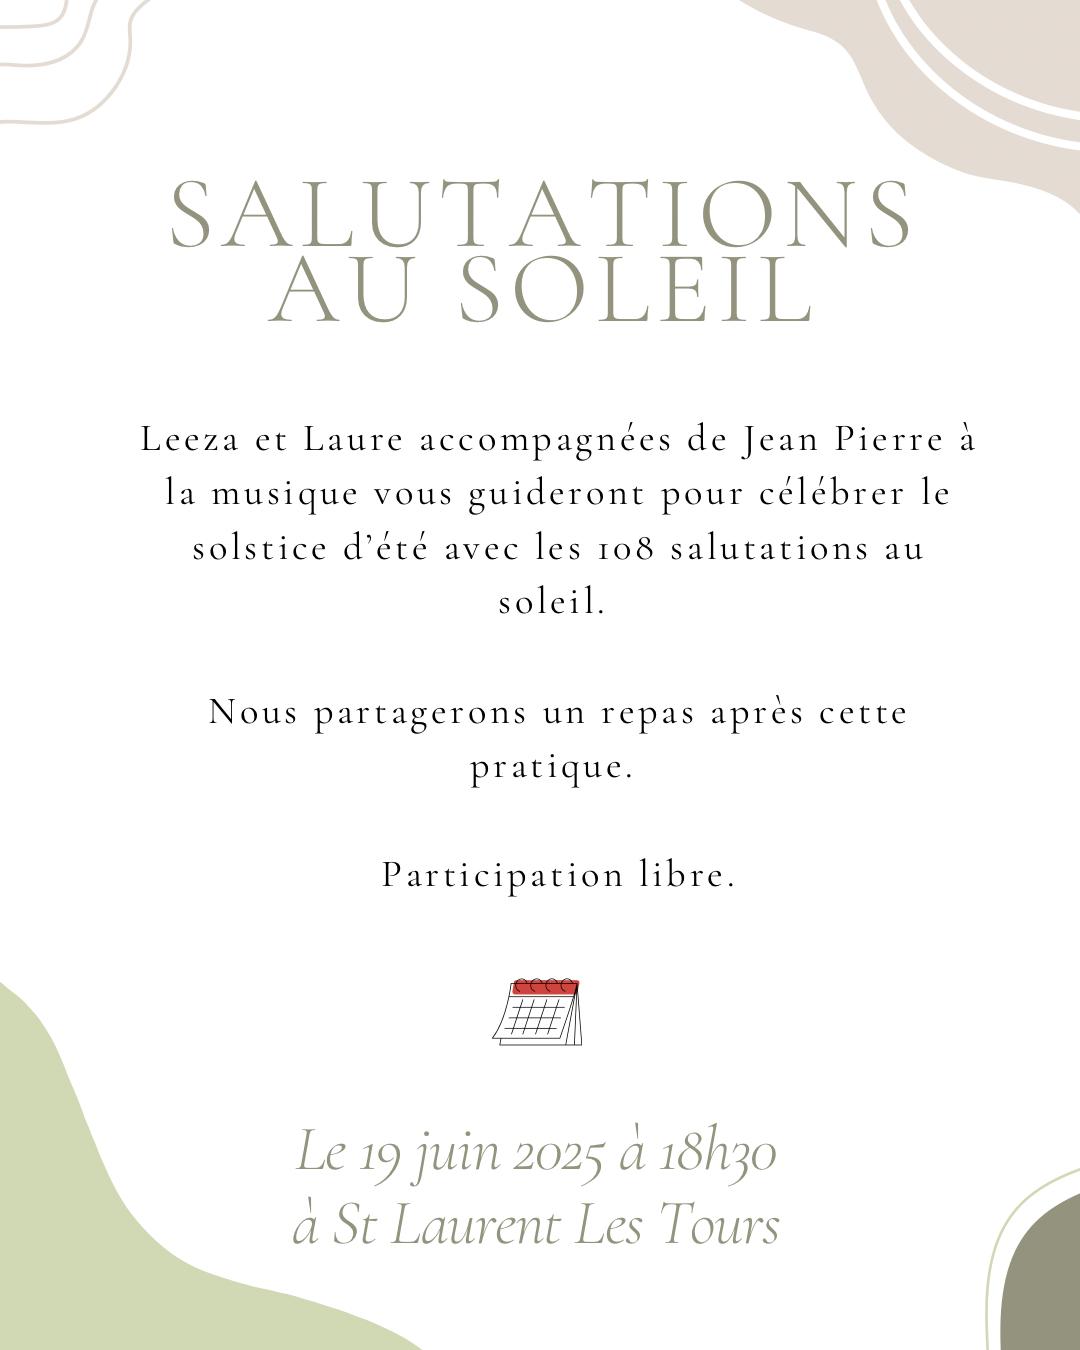 SALUTATIONS
AU SOLEIL
Leeza et Laure accompagnées de Jean Pierre à
la musique vous guideront pour célébrer le
solstice d’été avec les 108 salutations au
soleil.
Nous partagerons un repas après cette
pratique.
Participation libre.
Le 19 juin 2025 à 18h30
à St Laurent Les Tours